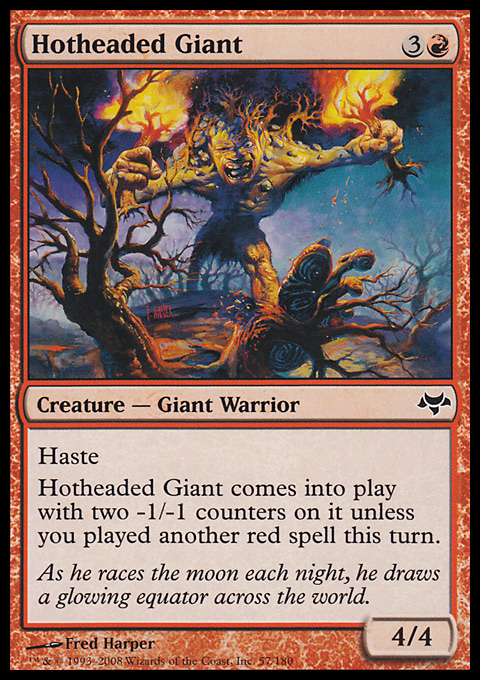 Hotheaded Giant 3
Creature — Giant Warrior
Haste
Hotheaded Giant comes into play
with two -1/-1 counters on it unless
you played another red spell this turn.
As he races the moon each night, he draws
a glowing equator across the world.
Fred Harper
4/4
™ & © 1993-2008 Wizards of the Coast, Inc. 57/180